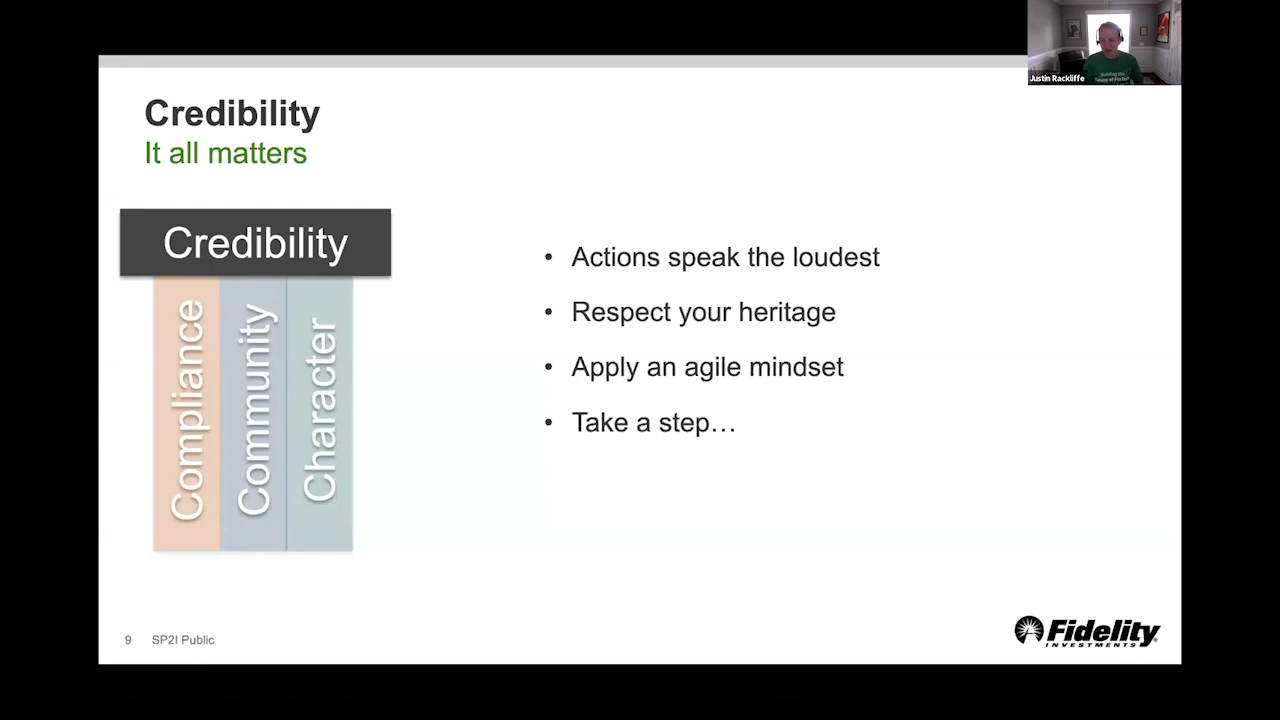 Justin Rackliffe
Credibility
It all matters
Credibility
Compliance
Community
Character
• Actions speak the loudest
• Respect your heritage
• Apply an agile mindset
• Take a step…
9 SP2I Public
Fidelity
INVESTMENTS